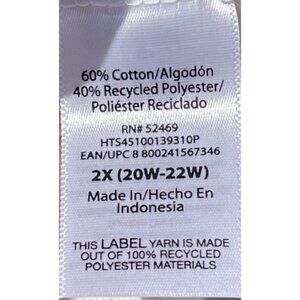 60% Cotton/Algodón
40% Recycled Polyester/
Poliéster Reciclado
RN# 52469
HTS45100139310P
EAN/UPC 8 800241567346
2X (20W-22W)
Made In/Hecho En
Indonesia
THIS LABEL YARN IS MADE
OUT OF 100% RECYCLED
POLYESTER MATERIALS